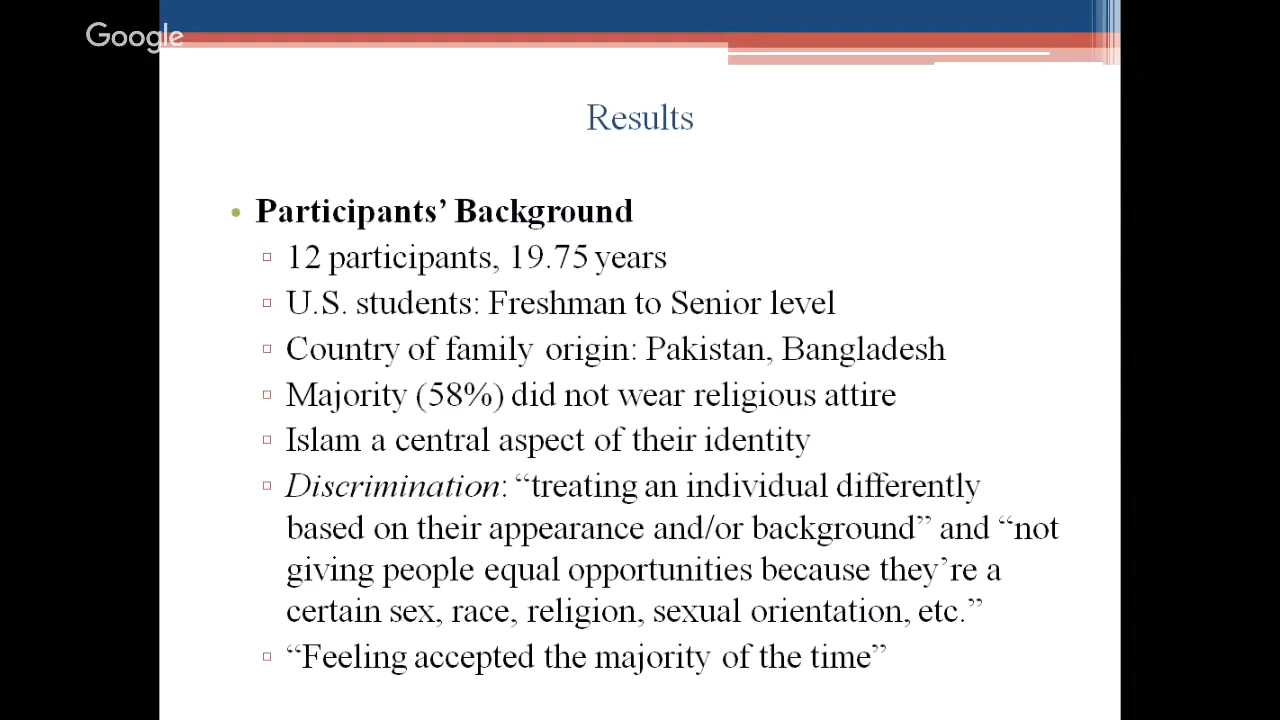 Google
Results
• Participants’ Background
▫ 12 participants, 19.75 years
▫ U.S. students: Freshman to Senior level
▫ Country of family origin: Pakistan, Bangladesh
▫ Majority (58%) did not wear religious attire
▫ Islam a central aspect of their identity
▫ Discrimination: “treating an individual differently
based on their appearance and/or background” and “not
giving people equal opportunities because they’re a
certain sex, race, religion, sexual orientation, etc.”
▫ “Feeling accepted the majority of the time”